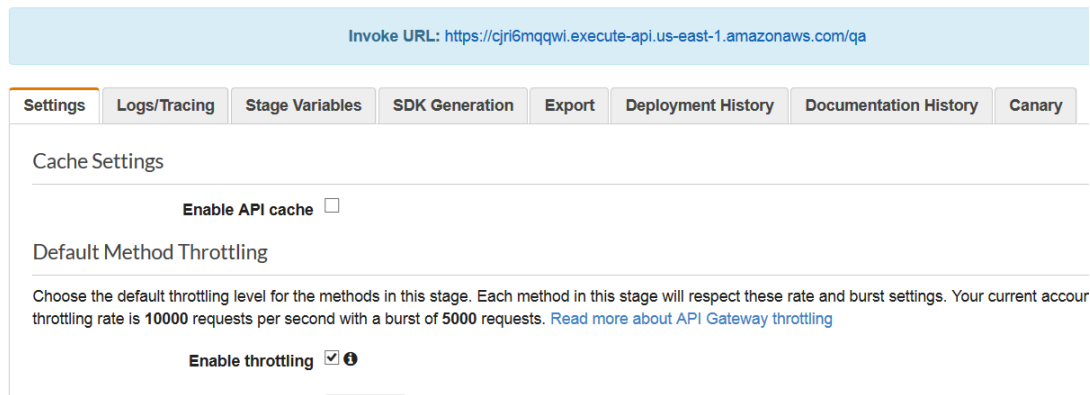 Invoke URL: https://cjri6mqqwi.execute-api.us-east-1.amazonaws.com/qa
Settings Logs/Tracing Stage Variables SDK Generation Export Deployment History Documentation History Canary
Cache Settings
Enable API cache
Default Method Throttling
Choose the default throttling level for the methods in this stage. Each method in this stage will respect these rate and burst settings. Your current
throttling rate is 10000 requests per second with a burst of 5000 requests. Read more about API Gateway throttling
Enable throttling